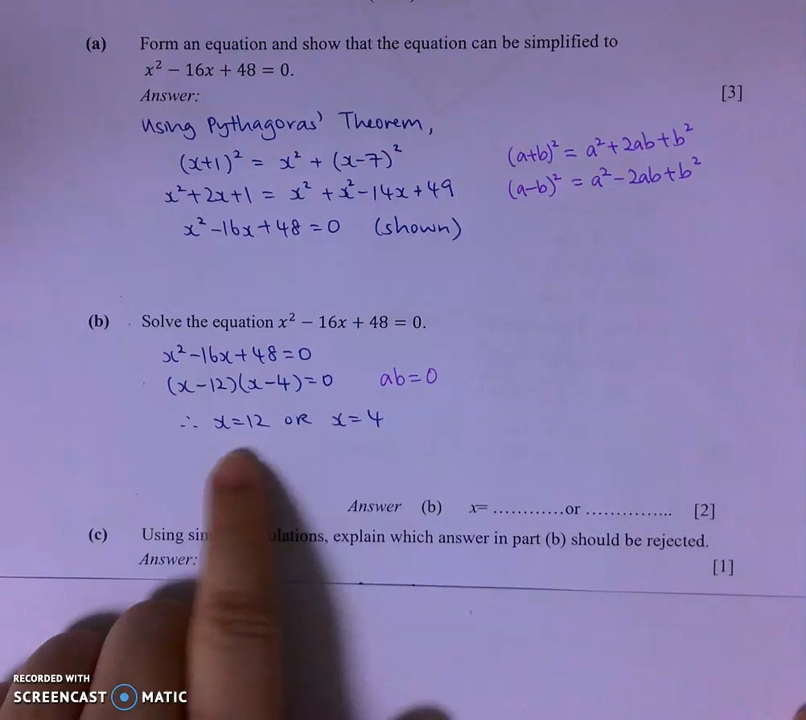 (a) Form an equation and show that the equation can be simplified to
x² − 16x + 48 = 0.
Answer: [3]
Using Pythagoras' Theorem,
(x+1)² = x² + (x-7)²
x²+2x+1 = x² + x² -14x + 49
x² -16x + 48 = 0 (shown)
(a+b)² = a² + 2ab + b²
(a-b)² = a² - 2ab + b²
(b) Solve the equation x² − 16x + 48 = 0.
x² -16x + 48 = 0
(x-12)(x-4) = 0 ab=0
∴ x=12 OR x=4
Answer (b) x= ............or .............. [2]
(c) Using explain which answer in part (b) should be rejected.
Answer: [1]
RECORDED WITH
SCREENCAST MATIC